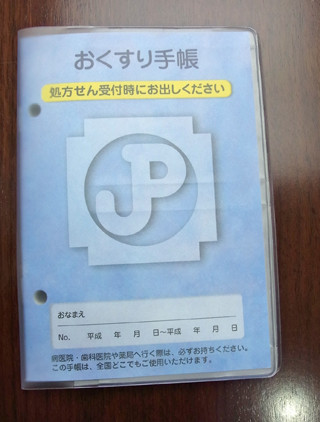 おくすり手帳
処方せん受付時にお出しください
JP
おなまえ
No. 平成 年 月 日～平成 年 月 日
病医院・歯科医院や薬局へ行く際は、必ずお持ちください。
この手帳は、全国どこでもご使用いただけます。